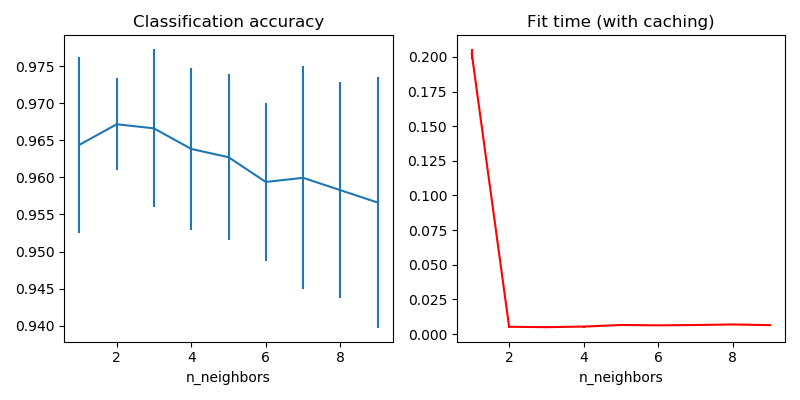 Classification accuracy
0.975
0.970
0.965
0.960
0.955
0.950
0.945
0.940
2 4 6 8
n_neighbors
Fit time (with caching)
0.200
0.175
0.150
0.125
0.100
0.075
0.050
0.025
0.000
2 4 6 8
n_neighbors